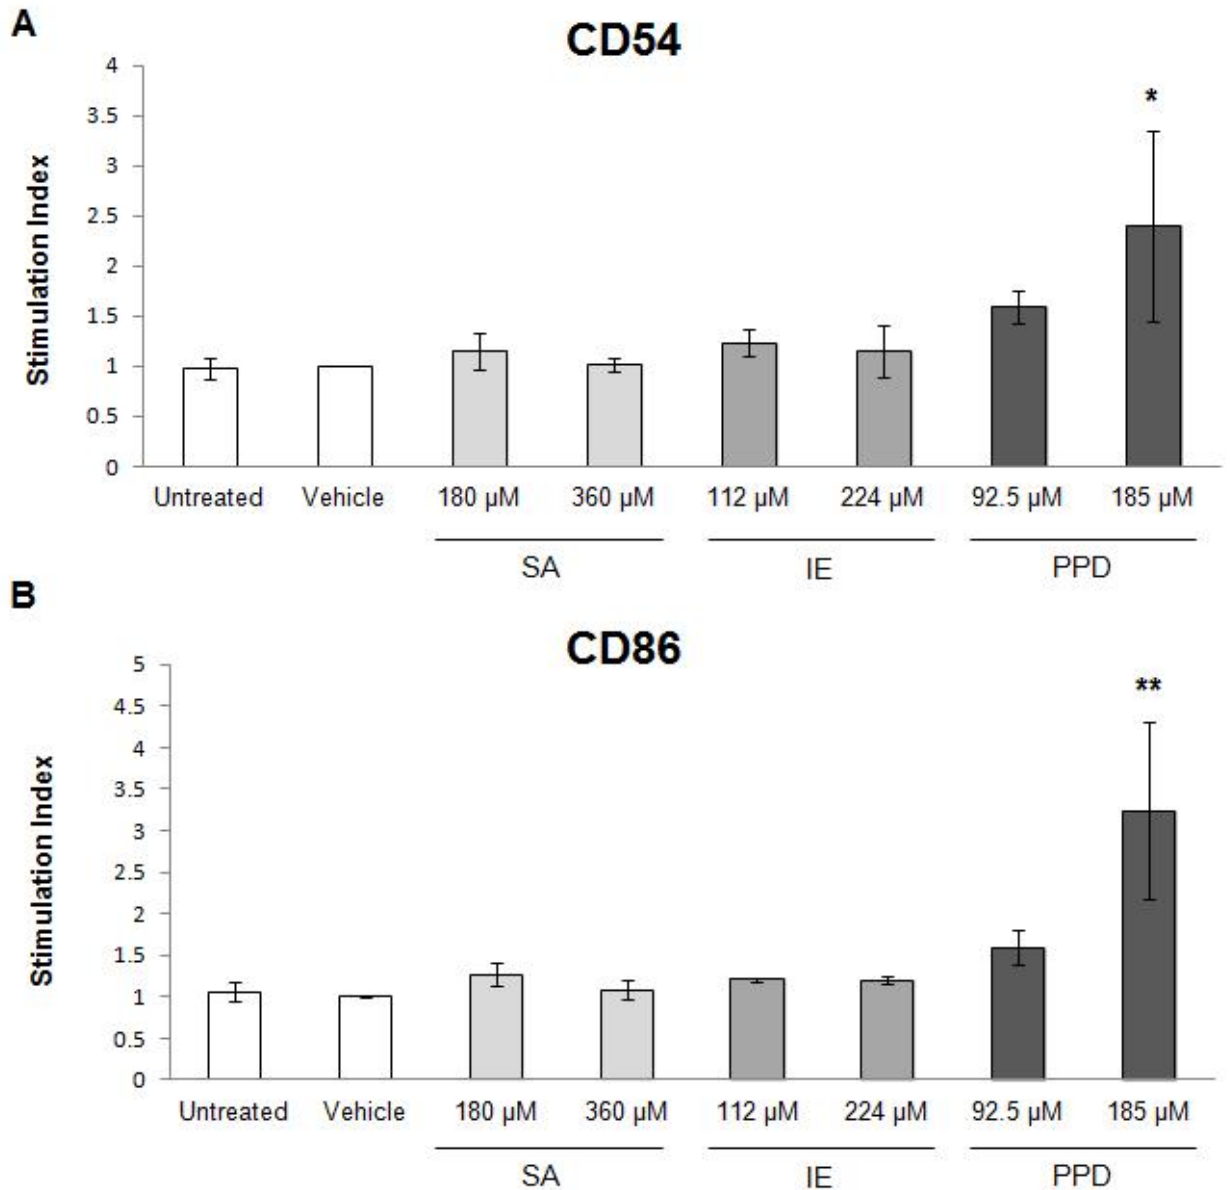 A
CD54
Stimulation Index
4
3.5
3
2.5
2
1.5
1
0.5
0
*
Untreated Vehicle 180 µM 360 µM 112 µM 224 µM 92.5 µM 185 µM
SA IE PPD
B
CD86
Stimulation Index
5
4.5
4
3.5
3
2.5
2
1.5
1
0.5
0
**
Untreated Vehicle 180 µM 360 µM 112 µM 224 µM 92.5 µM 185 µM
SA IE PPD